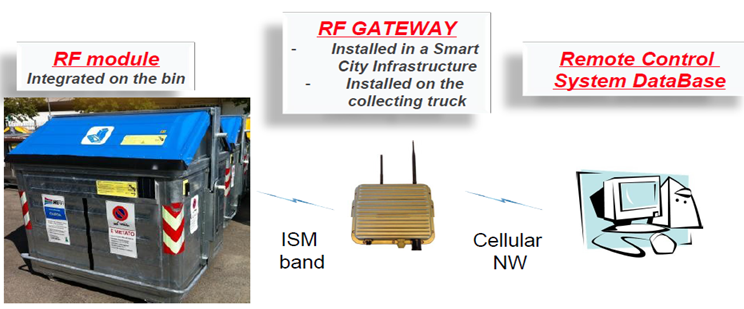 RF module
Integrated on the bin
RF GATEWAY
- Installed in a Smart
City Infrastructure
- Installed on the
collecting truck
Remote Control
System DataBase
È VIETATO
ISM
band
Cellular
NW